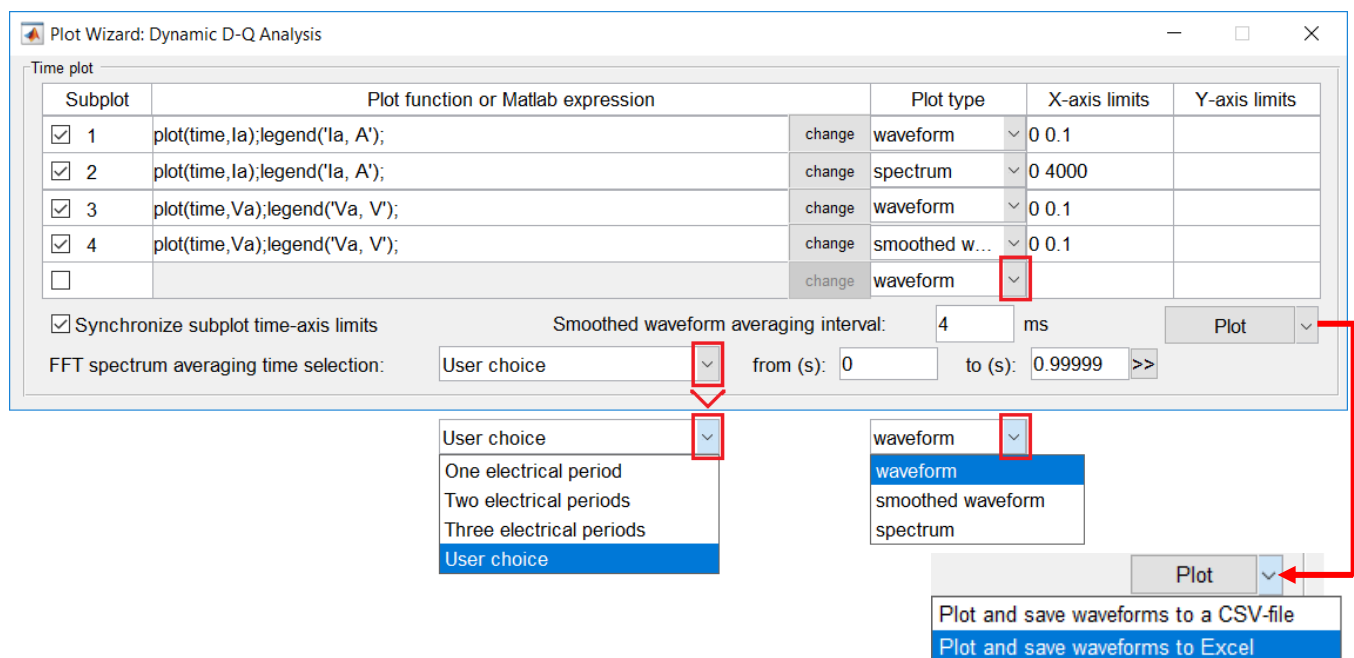 Plot Wizard: Dynamic D-Q Analysis
Time plot
Subplot Plot function or Matlab expression Plot type X-axis limits Y-axis limits
1 plot(time,Ia);legend('Ia, A'); change waveform 0 0.1
2 plot(time,Ia);legend('Ia, A'); change spectrum 0 4000
3 plot(time,Va);legend('Va, V'); change waveform 0 0.1
4 plot(time,Va);legend('Va, V'); change smoothed w... 0 0.1
change waveform
Synchronize subplot time-axis limits Smoothed waveform averaging interval: 4 ms Plot
FFT spectrum averaging time selection: User choice from (s): 0 to (s): 0.99999 >>
User choice waveform
One electrical period waveform
Two electrical periods smoothed waveform
Three electrical periods spectrum
User choice
Plot
Plot and save waveforms to a CSV-file
Plot and save waveforms to Excel